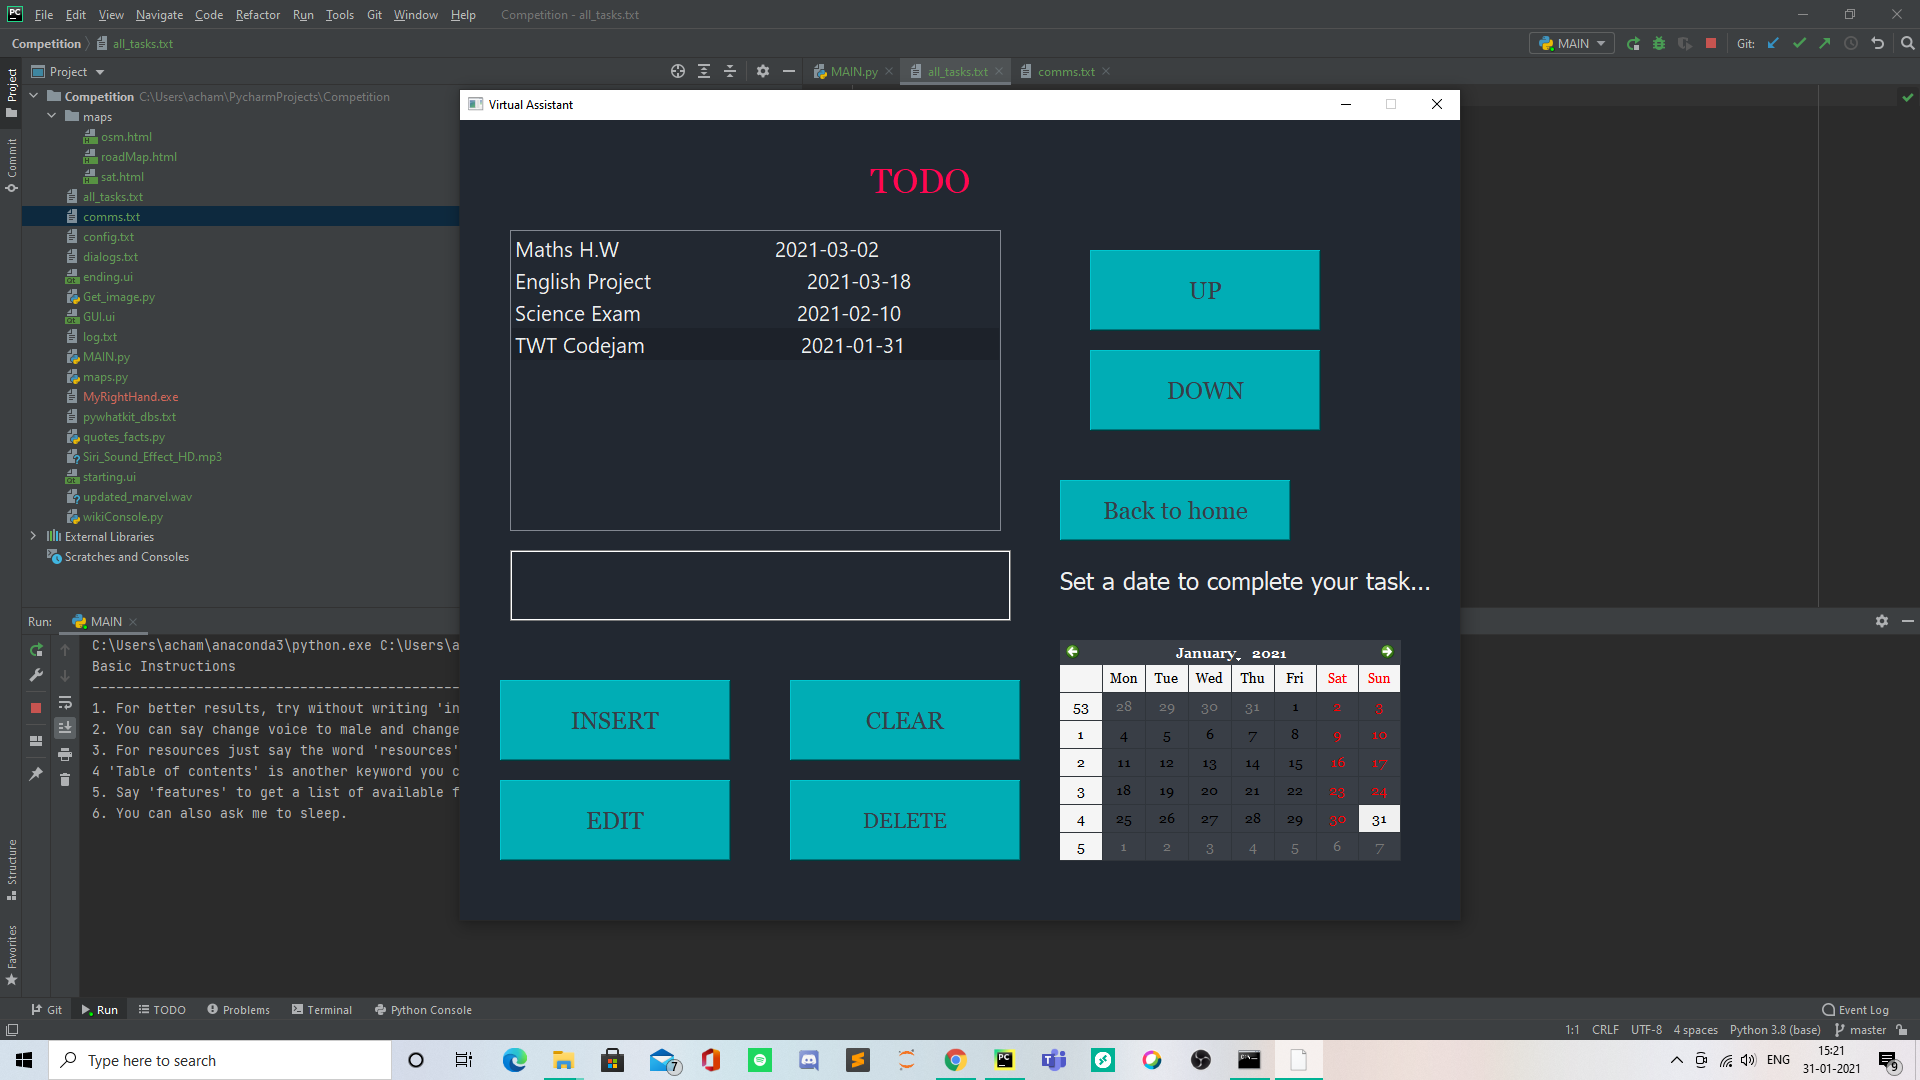 File Edit View Navigate Code Refactor Run Tools Git Window Help Competition - all_tasks.txt
Competition all_tasks.txt MAIN Git:
Project MAIN.py all_tasks.txt comms.txt
Project
Commit
Structure
Favorites
Competition C:\Users\acham\PycharmProjects\Competition
maps
osm.html
roadMap.html
sat.html
all_tasks.txt
comms.txt
config.txt
dialogs.txt
ending.ui
Get_image.py
GUI.ui
log.txt
MAIN.py
maps.py
MyRightHand.exe
pywhatkit_dbs.txt
quotes_facts.py
Siri_Sound_Effect_HD.mp3
starting.ui
updated_marvel.wav
wikiConsole.py
External Libraries
Scratches and Consoles
Virtual Assistant
TODO
Maths H.W 2021-03-02
English Project 2021-03-18
Science Exam 2021-02-10
TWT Codejam 2021-01-31
UP
DOWN
Back to home
Set a date to complete your task...
INSERT CLEAR
EDIT DELETE
January, 2021
Mon Tue Wed Thu Fri Sat Sun
53 28 29 30 31 1 2 3
1 4 5 6 7 8 9 10
2 11 12 13 14 15 16 17
3 18 19 20 21 22 23 24
4 25 26 27 28 29 30 31
5 1 2 3 4 5 6 7
Run: MAIN
C:\Users\acham\anaconda3\python.exe C:\Users\a
Basic Instructions
----------------------------------------------
1. For better results, try without writing 'in
2. You can say change voice to male and change
3. For resources just say the word 'resources'
4 'Table of contents' is another keyword you c
5. Say 'features' to get a list of available f
6. You can also ask me to sleep.
Git Run TODO Problems Terminal Python Console Event Log
1:1 CRLF UTF-8 4 spaces Python 3.8 (base) master
Type here to search 7 ENG 15:21
31-01-2021 9